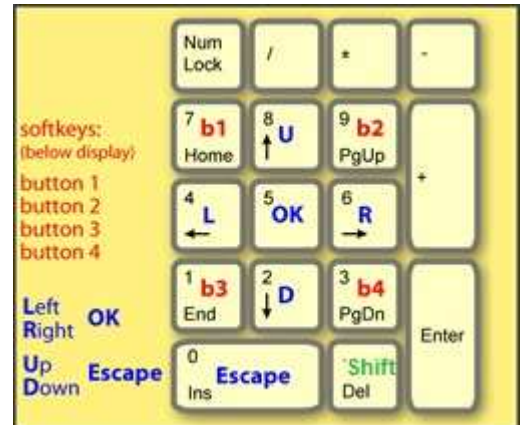 Num
Lock
/
*
-
7 b1
Home
8 U
9 b2
PgUp
+
softkeys:
(below display)
button 1
button 2
button 3
button 4
4 L
5 OK
6 R
1 b3
End
2 D
3 b4
PgDn
Enter
Left
Right
OK
Up
Down
Escape
0
Escape
Ins
Shift
Del